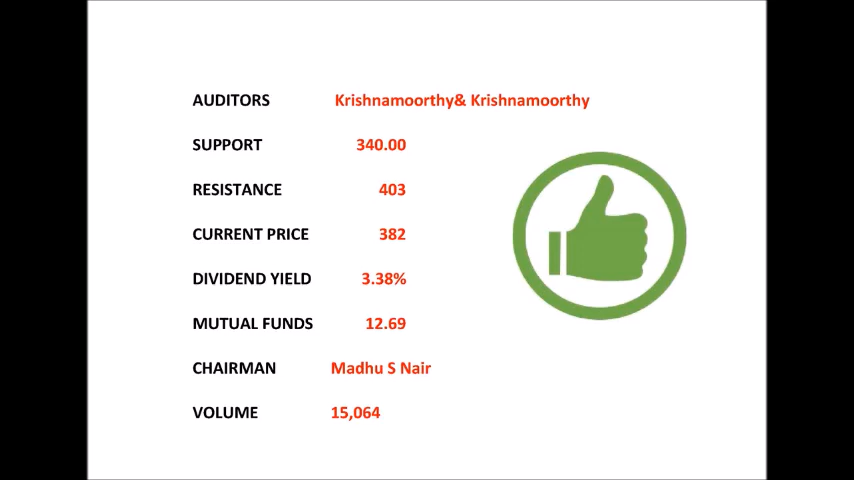 AUDITORS Krishnamoorthy& Krishnamoorthy
SUPPORT 340.00
RESISTANCE 403
CURRENT PRICE 382
DIVIDEND YIELD 3.38%
MUTUAL FUNDS 12.69
CHAIRMAN Madhu S Nair
VOLUME 15,064